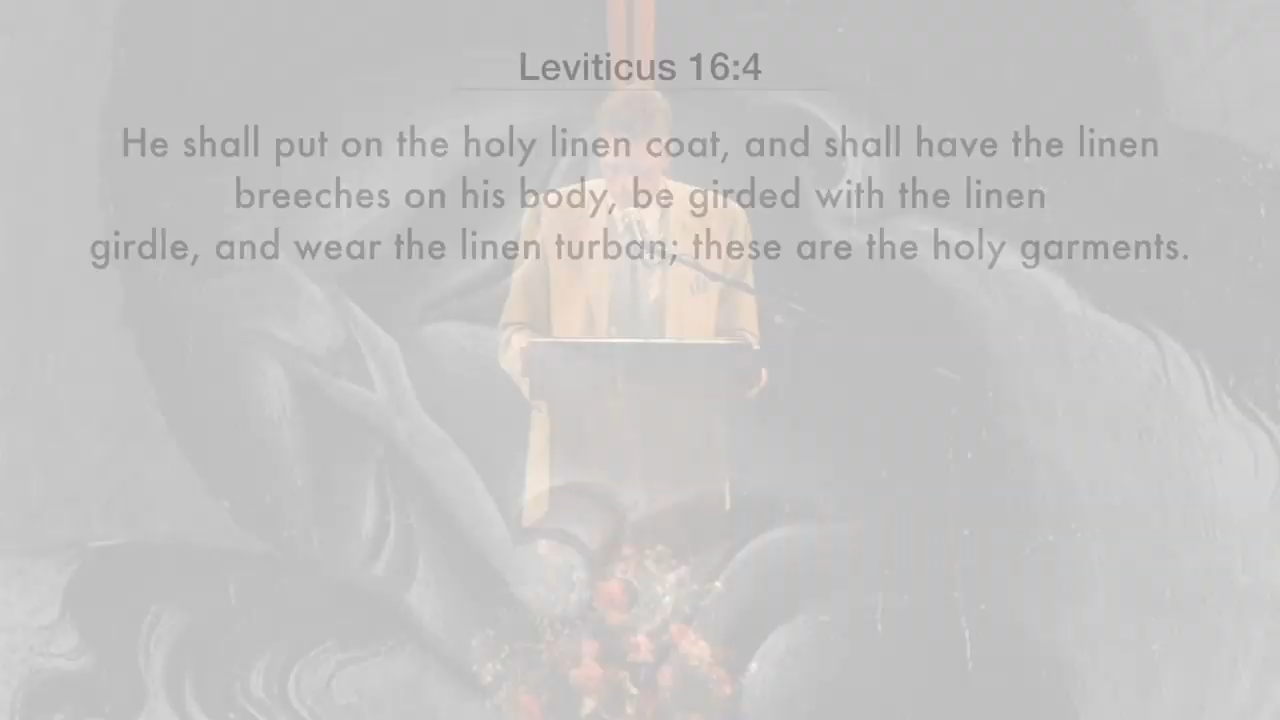 Leviticus 16:4
He shall put on the holy linen coat, and shall have the linen
breeches on his body, be girded with the linen
girdle, and wear the linen turban; these are the holy garments.